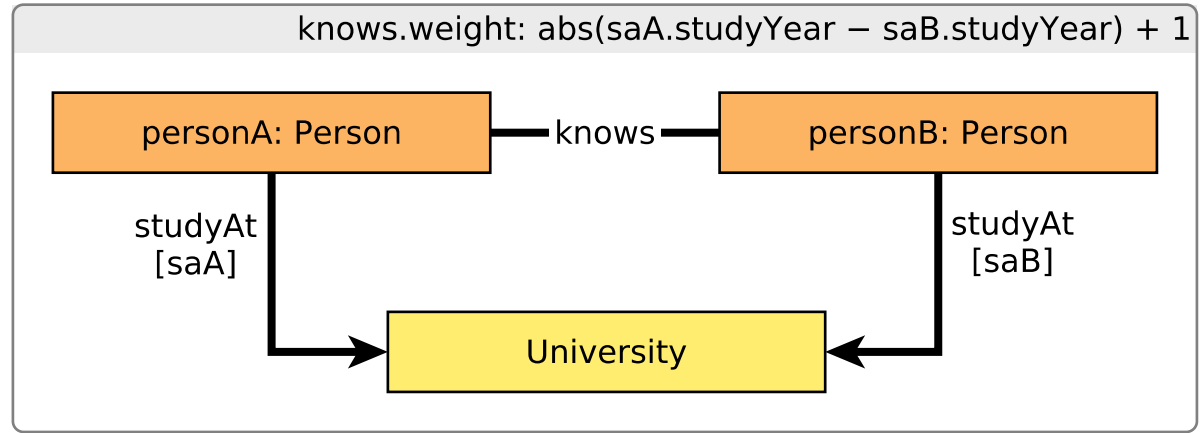 knows.weight: abs(saA.studyYear − saB.studyYear) + 1
personA: Person
knows
personB: Person
studyAt
[saA]
studyAt
[saB]
University